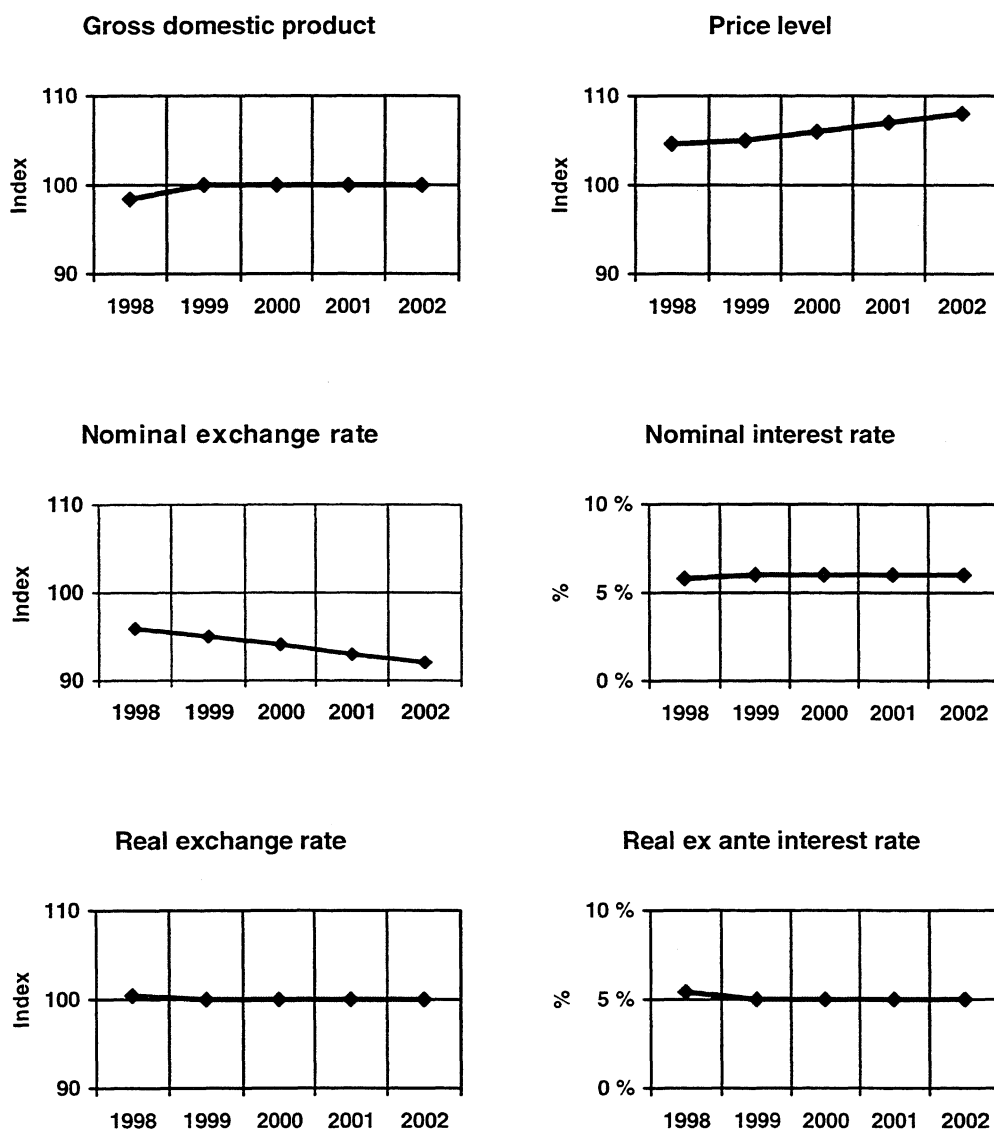 Gross domestic product
110
100
90
Index
1998 1999 2000 2001 2002
Price level
110
100
90
Index
1998 1999 2000 2001 2002
Nominal exchange rate
110
100
90
Index
1998 1999 2000 2001 2002
Nominal interest rate
10 %
5 %
0 %
%
1998 1999 2000 2001 2002
Real exchange rate
110
100
90
Index
1998 1999 2000 2001 2002
Real ex ante interest rate
10 %
5 %
0 %
%
1998 1999 2000 2001 2002